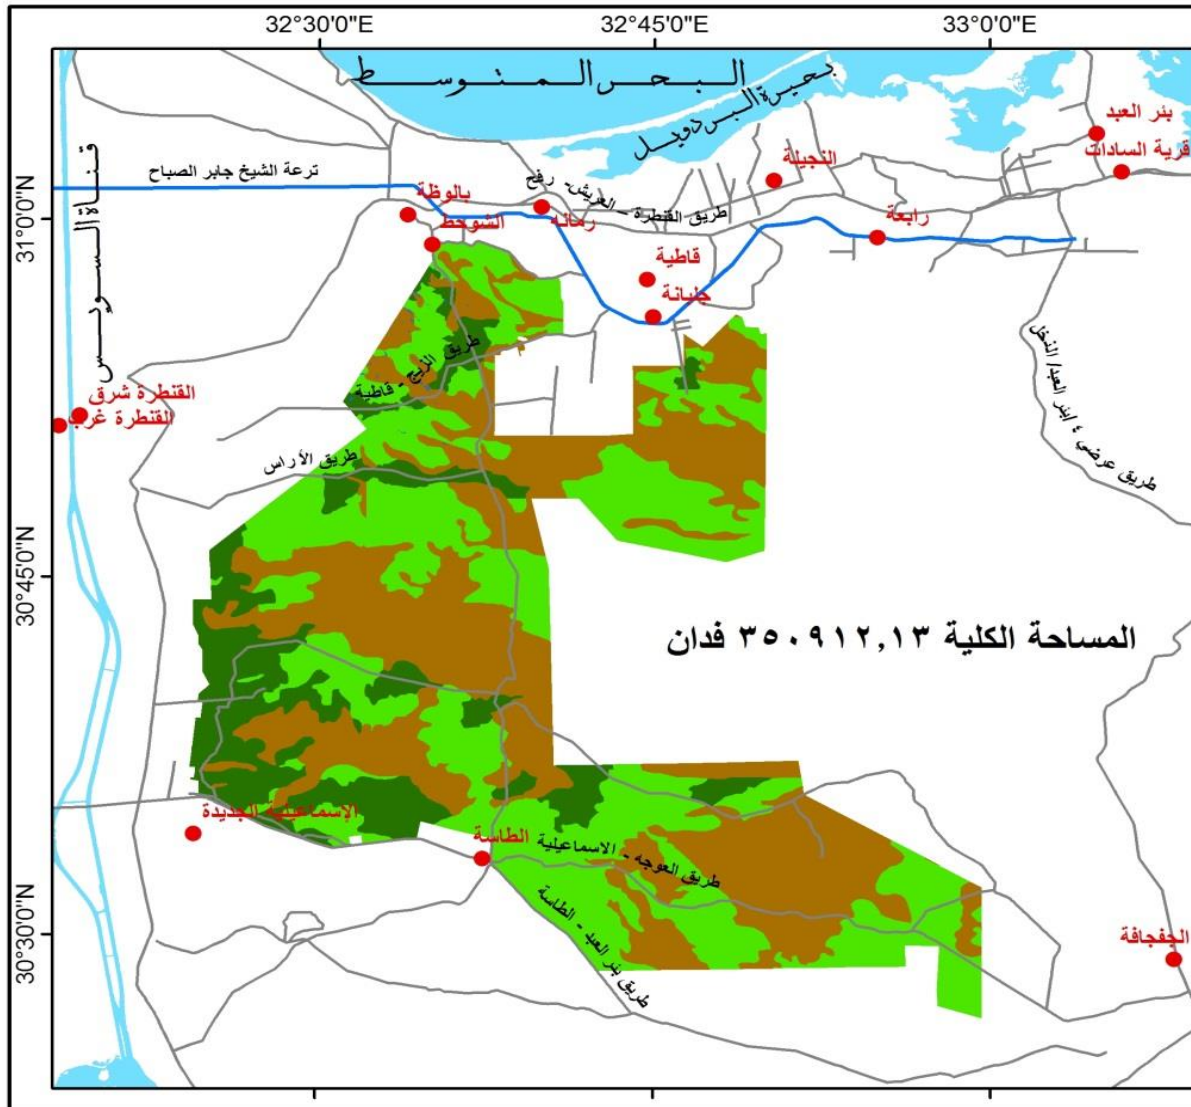 32°30'0"E
32°45'0"E
33°0'0"E
البحر المتوسط
بحيرة البردويل
بئر العبد
قرية السادات
النجيلة
ترعة الشيخ جابر الصباح
طريق القنطرة - العريش - رفح
بالوظة
رمانه
رابعة
الشوحط
قناة السويس
31°0'0"N
قاطية
جلبانة
طريق الزيج - قاطية
طريق عرضي ٤ /بئر العبد/ النخل
القنطرة شرق
القنطرة غرب
طريق الأراس
30°45'0"N
المساحة الكلية ٣٥٠٩١٢,١٣ فدان
الإسماعيلية الجديدة
الطاسة
طريق العوجه - الاسماعيلية
طريق بئر العبد - الطاسة
30°30'0"N
الجفجافة